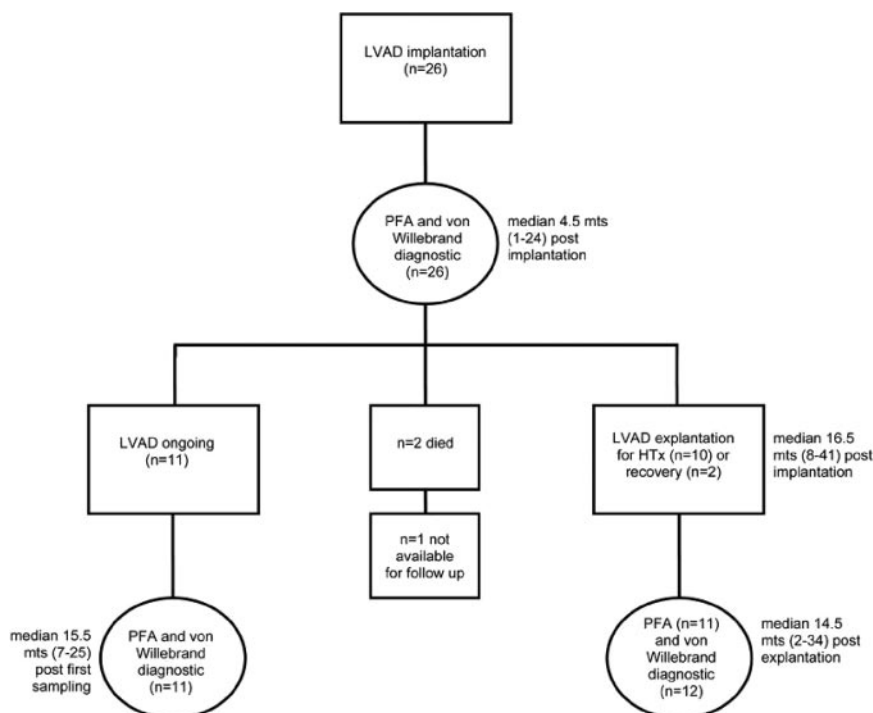 LVAD implantation
(n=26)
PFA and von
Willebrand
diagnostic
(n=26)
median 4.5 mts
(1-24) post
implantation
LVAD ongoing
(n=11)
n=2 died
LVAD explantation
for HTx (n=10) or
recovery (n=2)
median 16.5
mts (8-41) post
implantation
n=1 not
available
for follow up
median 15.5
mts (7-25)
post first
sampling
PFA and von
Willebrand
diagnostic
(n=11)
PFA (n=11)
and von
Willebrand
diagnostic
(n=12)
median 14.5
mts (2-34) post
explantation